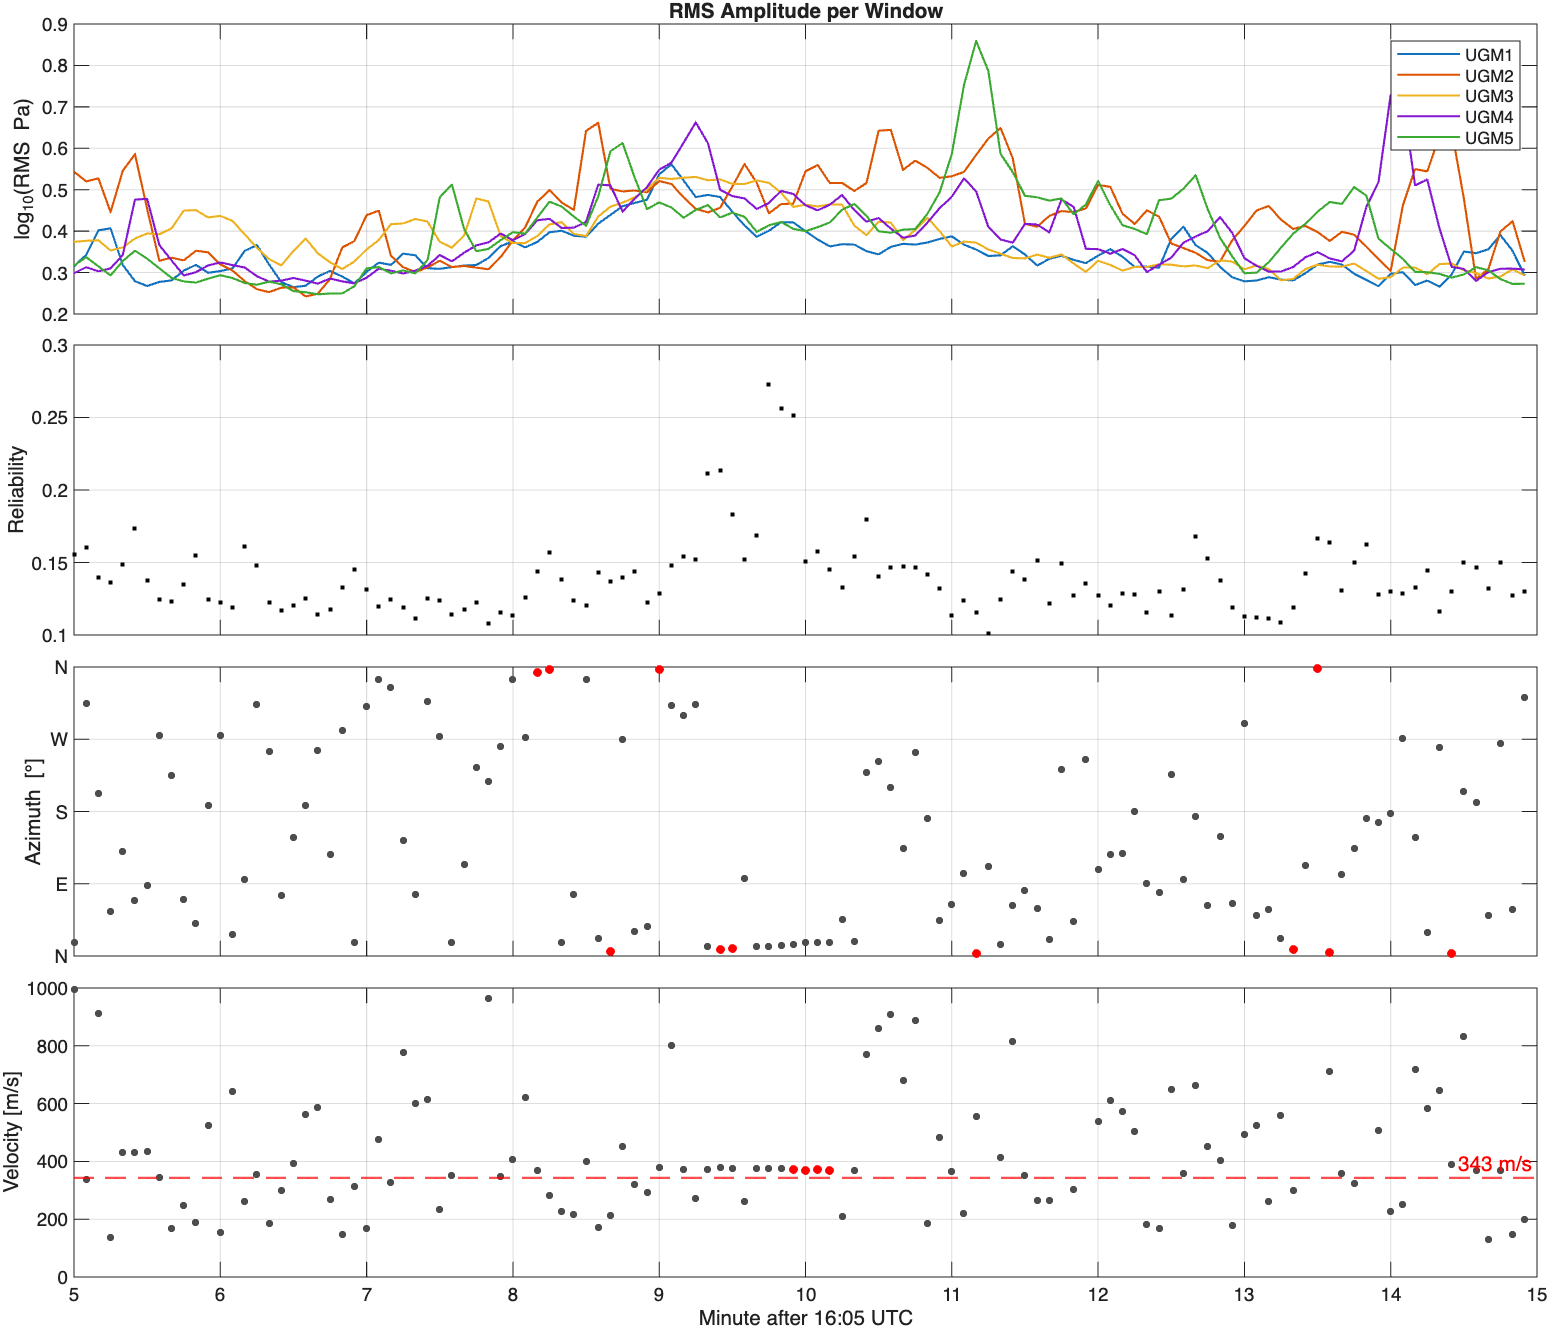 RMS Amplitude per Window
log₁₀(RMS Pa)
0.9
0.8
0.7
0.6
0.5
0.4
0.3
0.2
UGM1
UGM2
UGM3
UGM4
UGM5
Reliability
0.3
0.25
0.2
0.15
0.1
Azimuth [°]
N
W
S
E
N
Velocity [m/s]
1000
800
600
400
200
0
343 m/s
5 6 7 8 9 10 11 12 13 14 15
Minute after 16:05 UTC